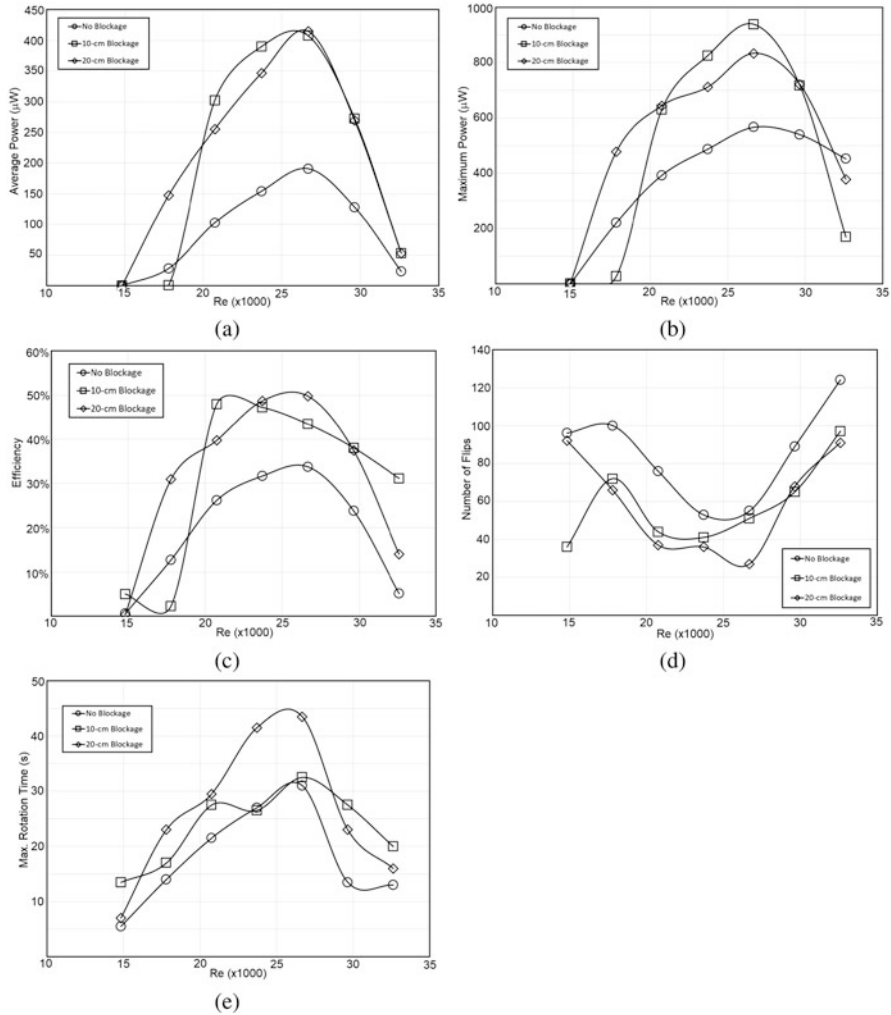 450
400
350
300
250
200
150
100
50
10
15
20
25
30
35
Average Power (μW)
Re (x1000)
No Blockage
10-cm Blockage
20-cm Blockage
(a)
1000
800
600
400
200
10
15
20
25
30
35
Maximum Power (μW)
Re (x1000)
No Blockage
10-cm Blockage
20-cm Blockage
(b)
60%
50%
40%
30%
20%
10%
10
15
20
25
30
35
Efficiency
Re (x1000)
No Blockage
10-cm Blockage
20-cm Blockage
(c)
140
120
100
80
60
40
20
10
15
20
25
30
35
Number of Flips
Re (x1000)
No Blockage
10-cm Blockage
20-cm Blockage
(d)
50
40
30
20
10
10
15
20
25
30
35
Max. Rotation Time (s)
Re (x1000)
No Blockage
10-cm Blockage
20-cm Blockage
(e)